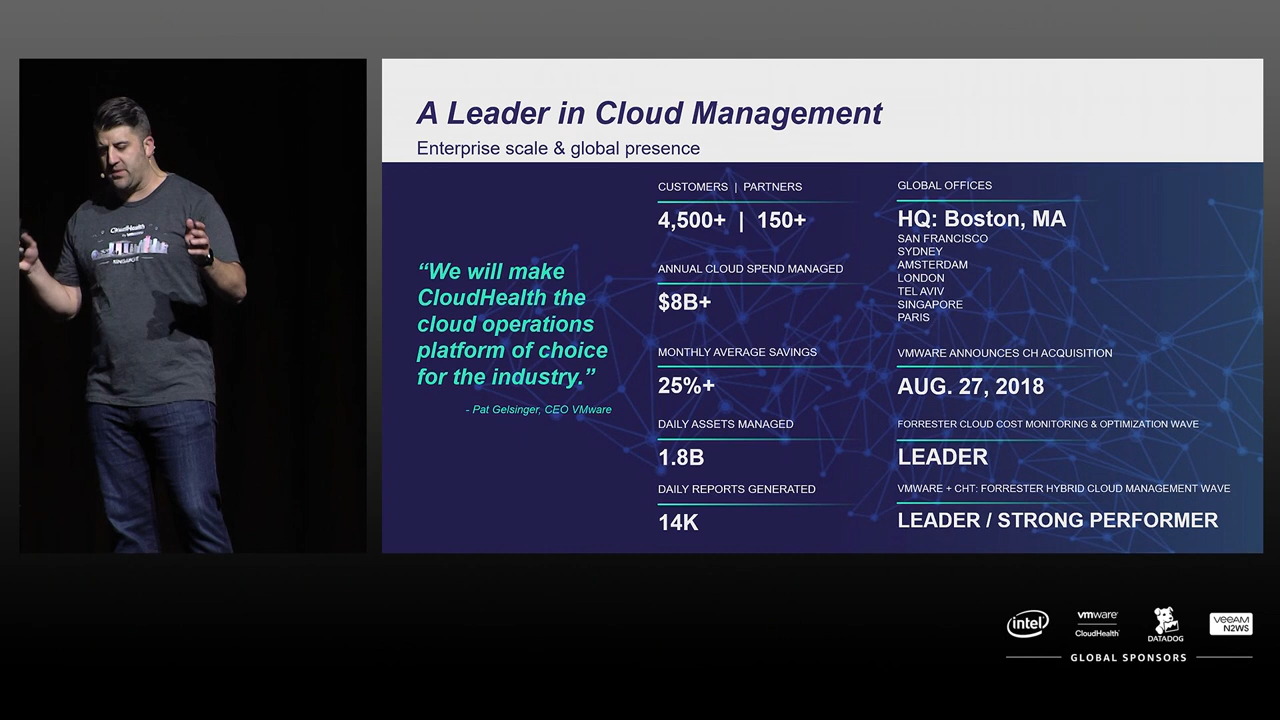 CloudHealth
SINGAPORE
A Leader in Cloud Management
Enterprise scale & global presence
“We will make
CloudHealth the
cloud operations
platform of choice
for the industry.”
- Pat Gelsinger, CEO VMware
CUSTOMERS | PARTNERS
4,500+ | 150+
ANNUAL CLOUD SPEND MANAGED
$8B+
MONTHLY AVERAGE SAVINGS
25%+
DAILY ASSETS MANAGED
1.8B
DAILY REPORTS GENERATED
14K
GLOBAL OFFICES
HQ: Boston, MA
SAN FRANCISCO
SYDNEY
AMSTERDAM
LONDON
TEL AVIV
SINGAPORE
PARIS
VMWARE ANNOUNCES CH ACQUISITION
AUG. 27, 2018
FORRESTER CLOUD COST MONITORING & OPTIMIZATION WAVE
LEADER
VMWARE + CHT: FORRESTER HYBRID CLOUD MANAGEMENT WAVE
LEADER / STRONG PERFORMER
intel
vmware
CloudHealth
DATADOG
veeAM
N2WS
GLOBAL SPONSORS